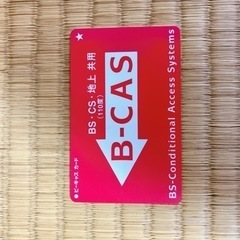 ★
BS・CS・地上 共用
(110度)
B-CAS
●ビーキャス カード
BS-Conditional Access Systems